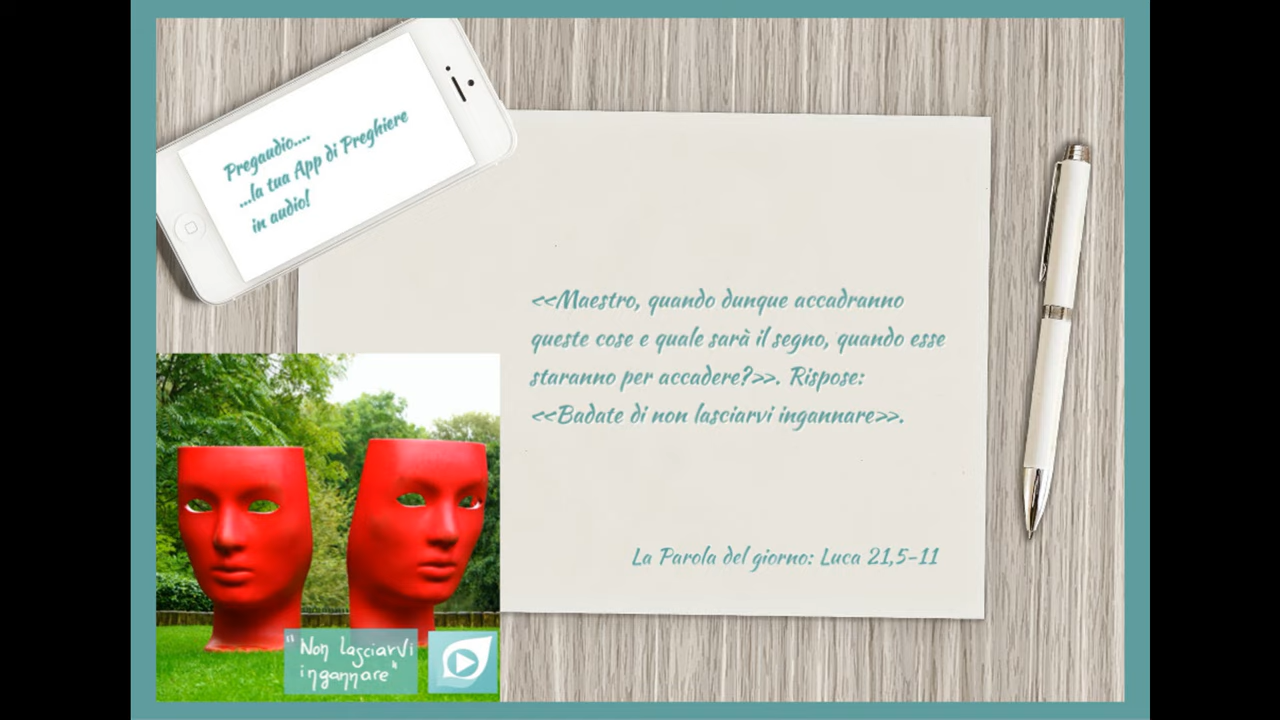 Pregaudio....
...la tua App di Preghiere
in audio!
<<Maestro, quando dunque accadranno
queste cose e quale sarà il segno, quando esse
staranno per accadere?>>. Rispose:
<<Badate di non lasciarvi ingannare>>.
La Parola del giorno: Luca 21,5-11
"Non lasciarvi
ingannare"